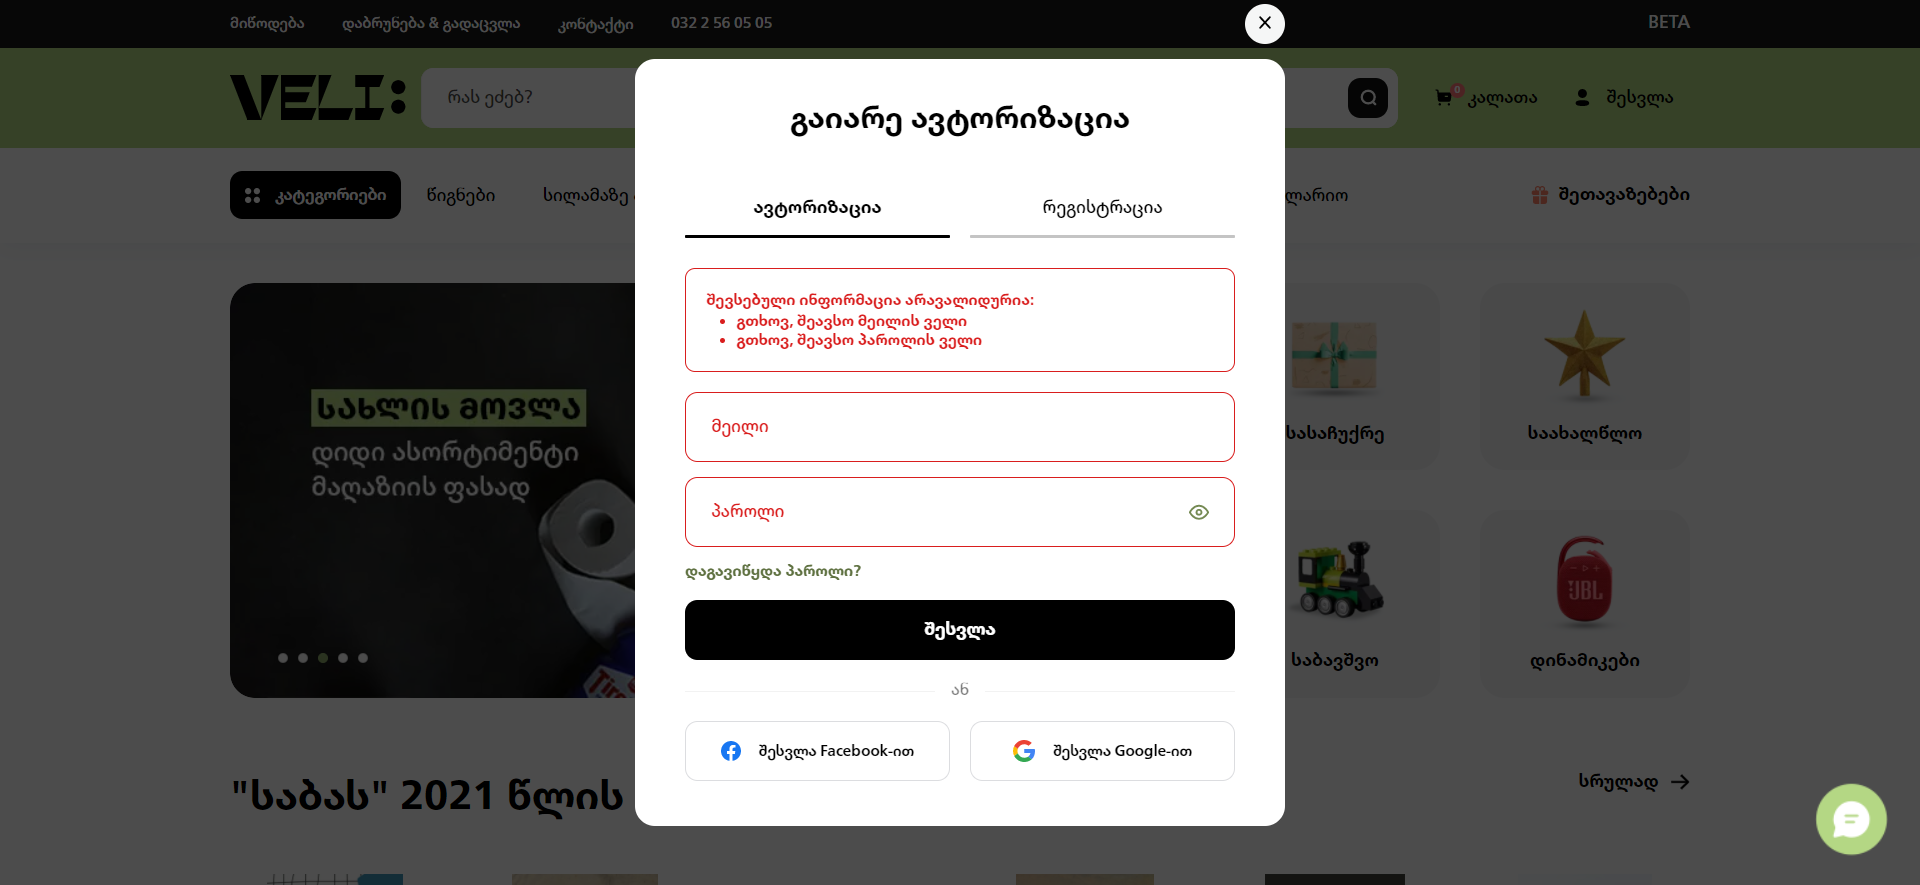 მიწოდება
დაბრუნება & გადაცვლა
კონტაქტი
032 2 56 05 05
BETA
VELI:
რას ეძებ?
0
კალათა
შესვლა
კატეგორიები
წიგნები
სილამაზე
შეთავაზებები
გაიარე ავტორიზაცია
ავტორიზაცია
რეგისტრაცია
შევსებული ინფორმაცია არავალიდურია:
• გთხოვ, შეავსო მეილის ველი
• გთხოვ, შეავსო პაროლის ველი
მეილი
პაროლი
დაგავიწყდა პაროლი?
შესვლა
ან
შესვლა Facebook-ით
შესვლა Google-ით
სახლის მოვლა
დიდი ასორტიმენტი
მაღაზიის ფასად
სასაჩუქრე
საახალწლო
JBL
საბავშვო
დინამიკები
"საბას" 2021 წლის
სრულად